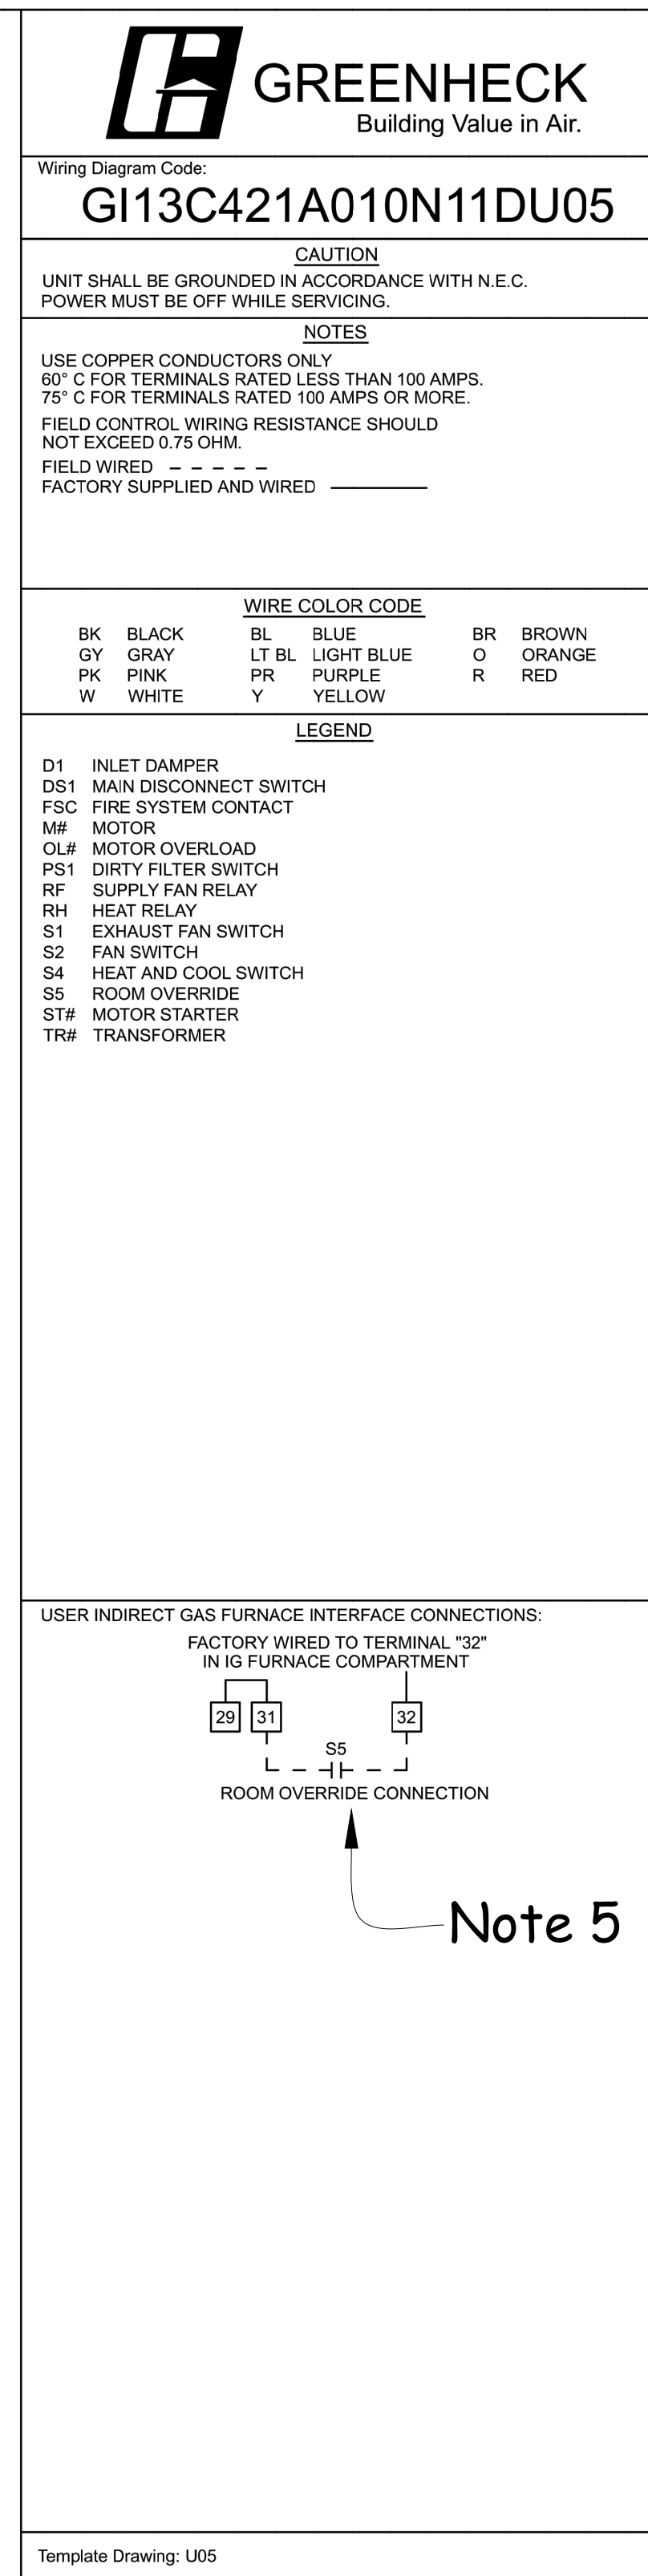 GREENHECK
Building Value in Air.
Wiring Diagram Code:
GI13C421A010N11DU05
CAUTION
UNIT SHALL BE GROUNDED IN ACCORDANCE WITH N.E.C.
POWER MUST BE OFF WHILE SERVICING.
NOTES
USE COPPER CONDUCTORS ONLY
60° C FOR TERMINALS RATED LESS THAN 100 AMPS.
75° C FOR TERMINALS RATED 100 AMPS OR MORE.
FIELD CONTROL WIRING RESISTANCE SHOULD
NOT EXCEED 0.75 OHM.
FIELD WIRED
FACTORY SUPPLIED AND WIRED
WIRE COLOR CODE
BK BLACK BL BLUE BR BROWN
GY GRAY LT BL LIGHT BLUE O ORANGE
PK PINK PR PURPLE R RED
W WHITE Y YELLOW
LEGEND
D1 INLET DAMPER
DS1 MAIN DISCONNECT SWITCH
FSC FIRE SYSTEM CONTACT
M# MOTOR
OL# MOTOR OVERLOAD
PS1 DIRTY FILTER SWITCH
RF SUPPLY FAN RELAY
RH HEAT RELAY
S1 EXHAUST FAN SWITCH
S2 FAN SWITCH
S4 HEAT AND COOL SWITCH
S5 ROOM OVERRIDE
ST# MOTOR STARTER
TR# TRANSFORMER
USER INDIRECT GAS FURNACE INTERFACE CONNECTIONS:
FACTORY WIRED TO TERMINAL "32"
IN IG FURNACE COMPARTMENT
29 31 32
S5
ROOM OVERRIDE CONNECTION
Note 5
Template Drawing: U05